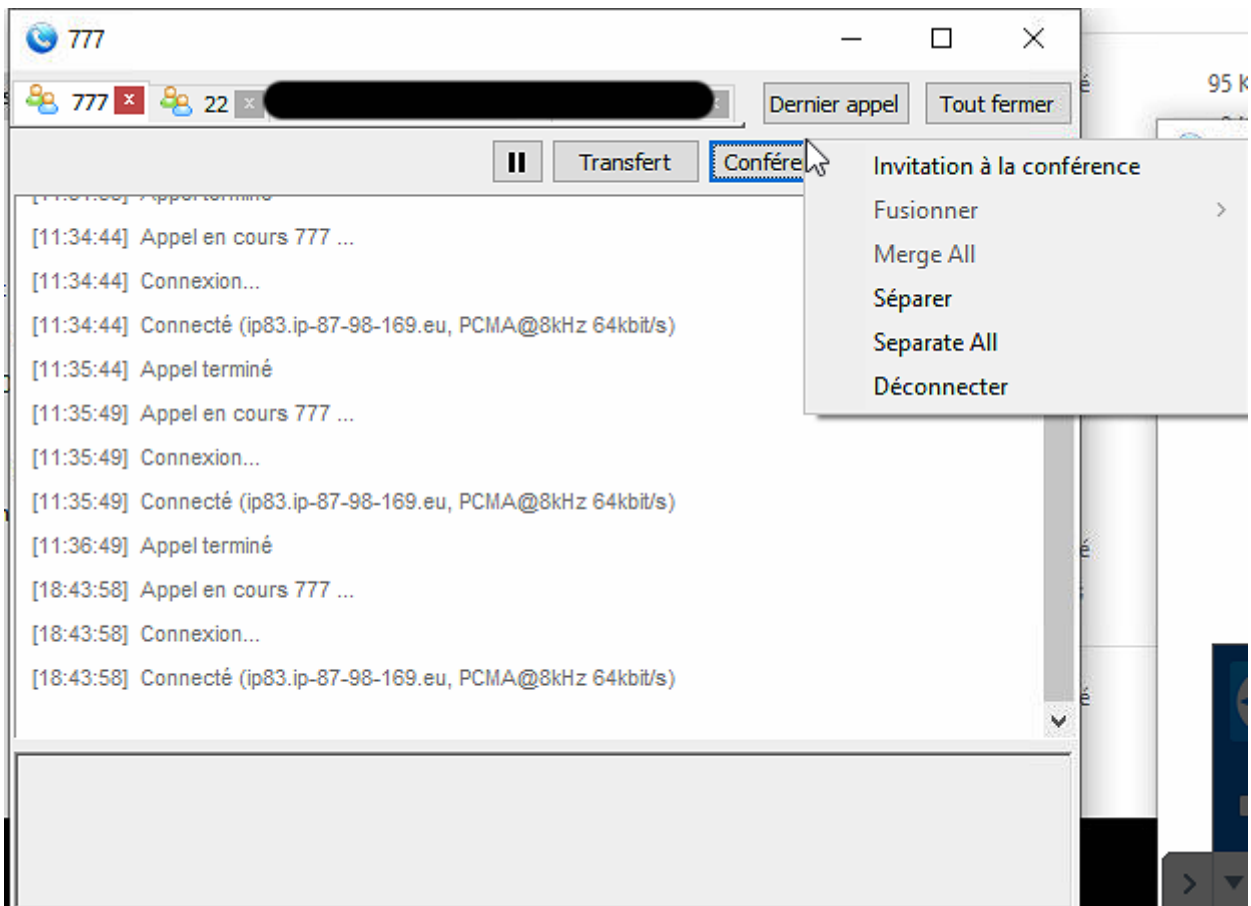 777
777 x 22 x
Dernier appel
Tout fermer
95
Transfert
Invitation à la conférence
Fusionner
Merge All
Séparer
Separate All
Déconnecter
[11:34:44] Appel en cours 777 ...
[11:34:44] Connexion...
[11:34:44] Connecté (ip83.ip-87-98-169.eu, PCMA@8kHz 64kbit/s)
[11:35:44] Appel terminé
[11:35:49] Appel en cours 777 ...
[11:35:49] Connexion...
[11:35:49] Connecté (ip83.ip-87-98-169.eu, PCMA@8kHz 64kbit/s)
[11:36:49] Appel terminé
[18:43:58] Appel en cours 777 ...
[18:43:58] Connexion...
[18:43:58] Connecté (ip83.ip-87-98-169.eu, PCMA@8kHz 64kbit/s)